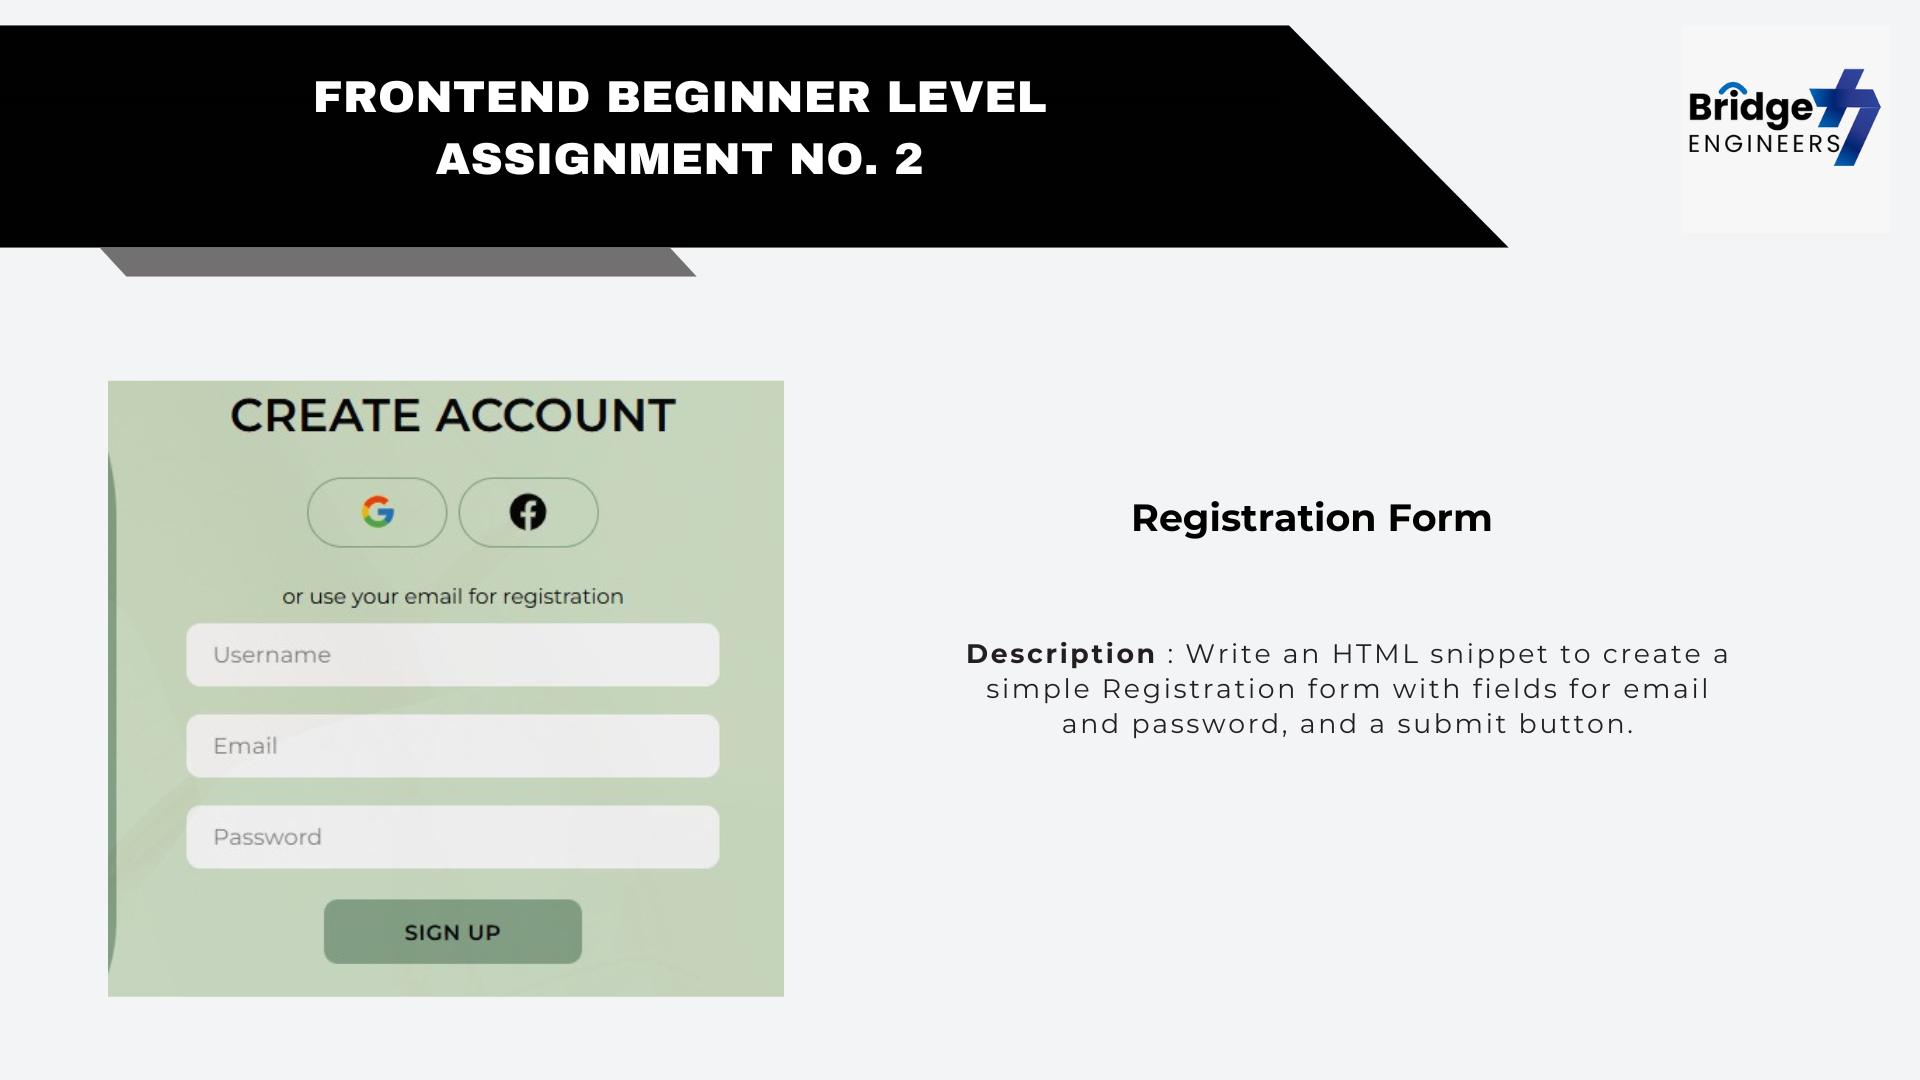 FRONTEND BEGINNER LEVEL
ASSIGNMENT NO. 2
Bridge
ENGINEERS
CREATE ACCOUNT
or use your email for registration
Username
Email
Password
SIGN UP
Registration Form
Description : Write an HTML snippet to create a
simple Registration form with fields for email
and password, and a submit button.